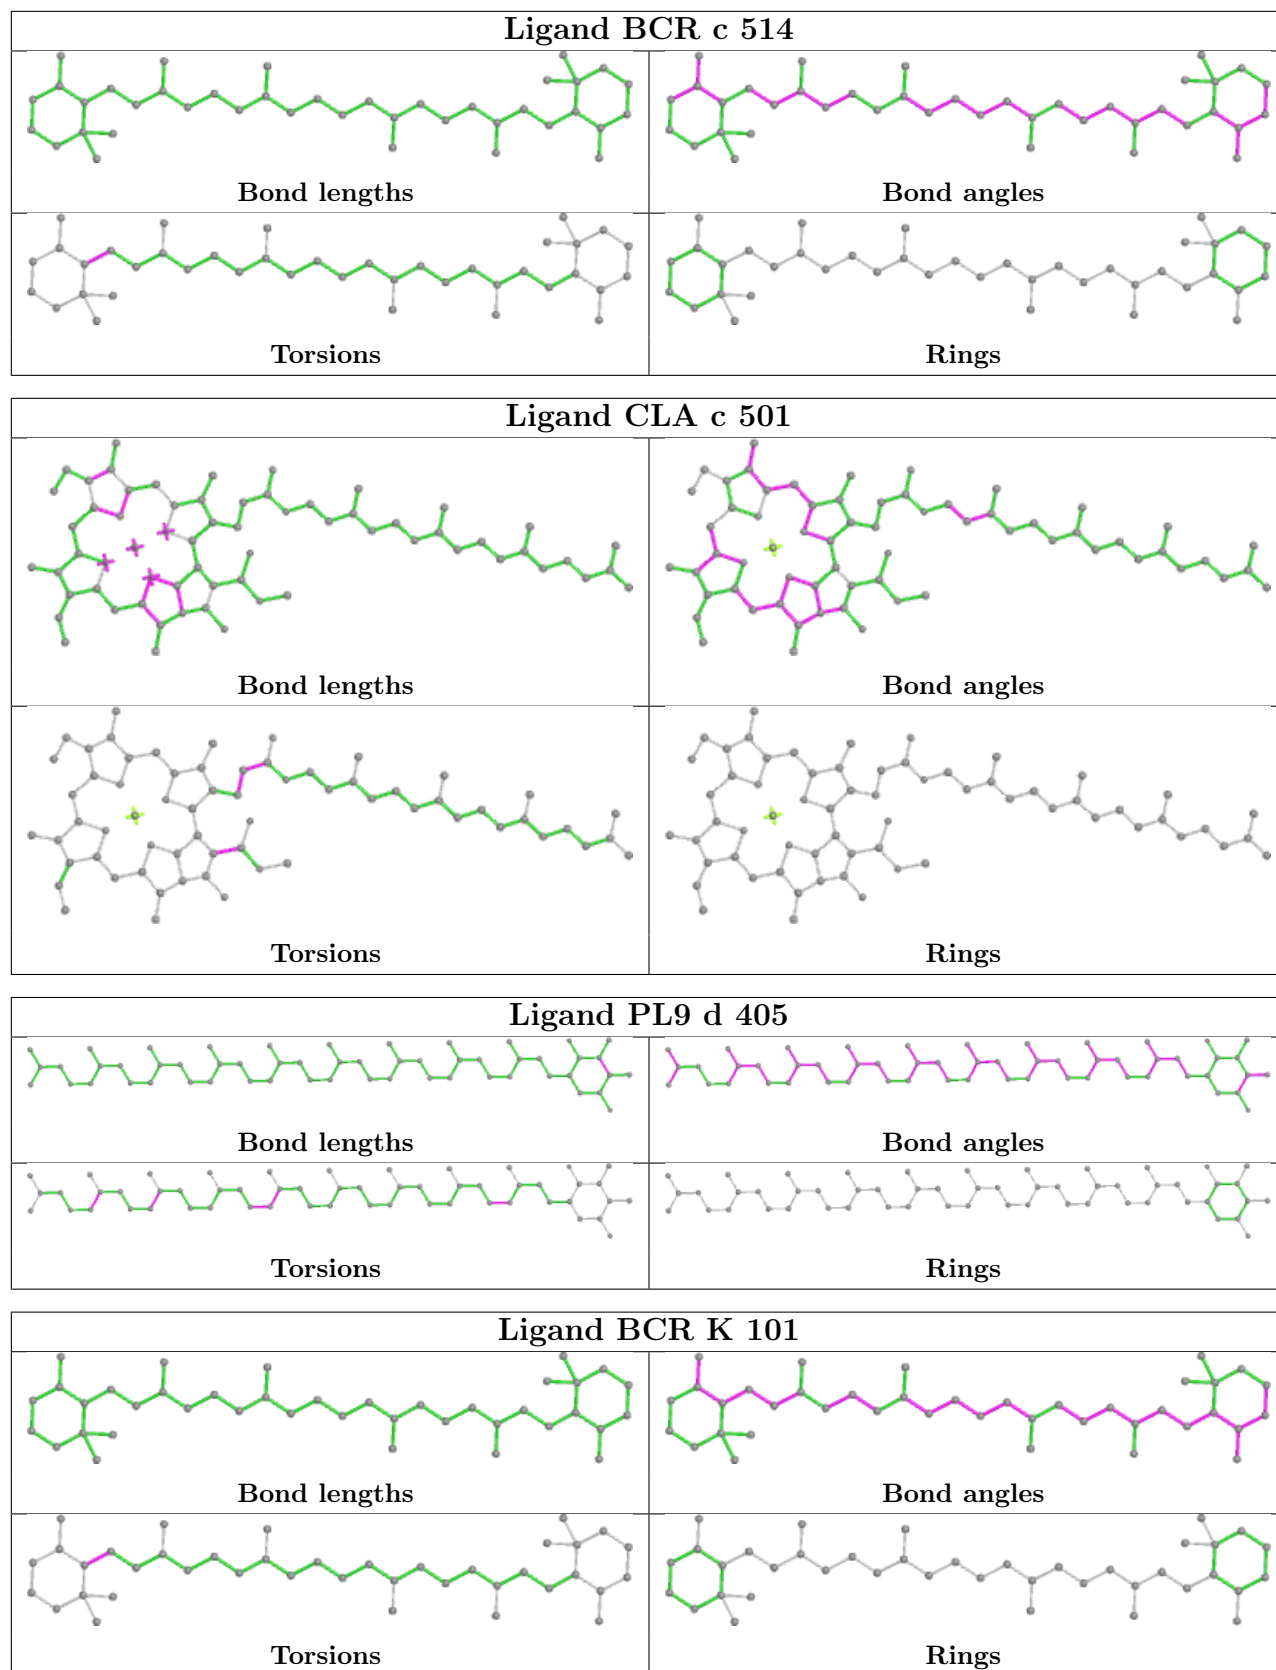 Ligand BCR c 514
Bond lengths
Bond angles
Torsions
Rings
Ligand CLA c 501
Bond lengths
Bond angles
Torsions
Rings
Ligand PL9 d 405
Bond lengths
Bond angles
Torsions
Rings
Ligand BCR K 101
Bond lengths
Bond angles
Torsions
Rings